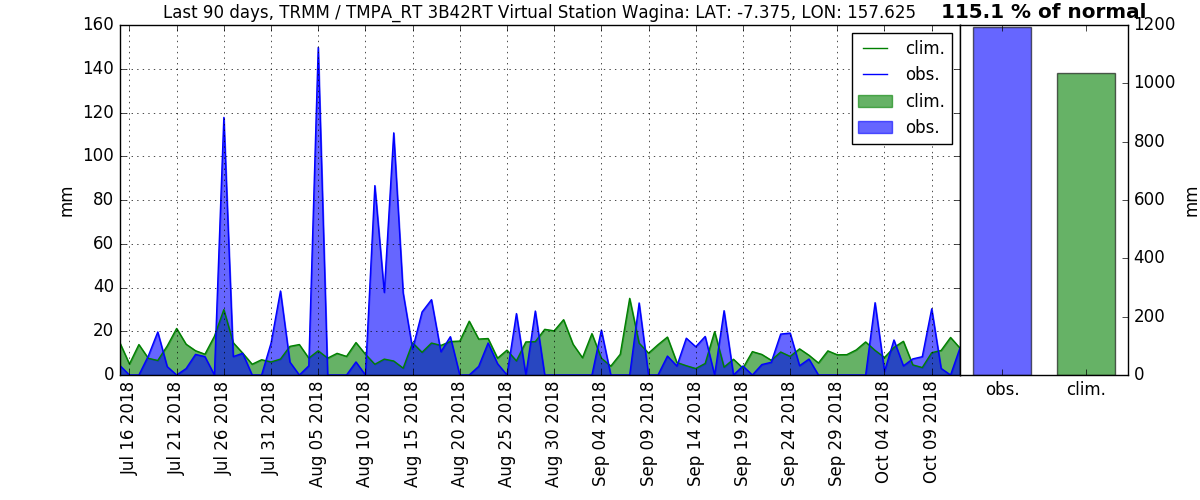 Last 90 days, TRMM / TMPA_RT 3B42RT Virtual Station Wagina: LAT: -7.375, LON: 157.625
115.1 % of normal
160
140
120
100
80
60
40
20
0
mm
clim.
obs.
clim.
obs.
Jul 16 2018
Jul 21 2018
Jul 26 2018
Jul 31 2018
Aug 05 2018
Aug 10 2018
Aug 15 2018
Aug 20 2018
Aug 25 2018
Aug 30 2018
Sep 04 2018
Sep 09 2018
Sep 14 2018
Sep 19 2018
Sep 24 2018
Sep 29 2018
Oct 04 2018
Oct 09 2018
1200
1000
800
600
400
200
0
mm
obs.
clim.